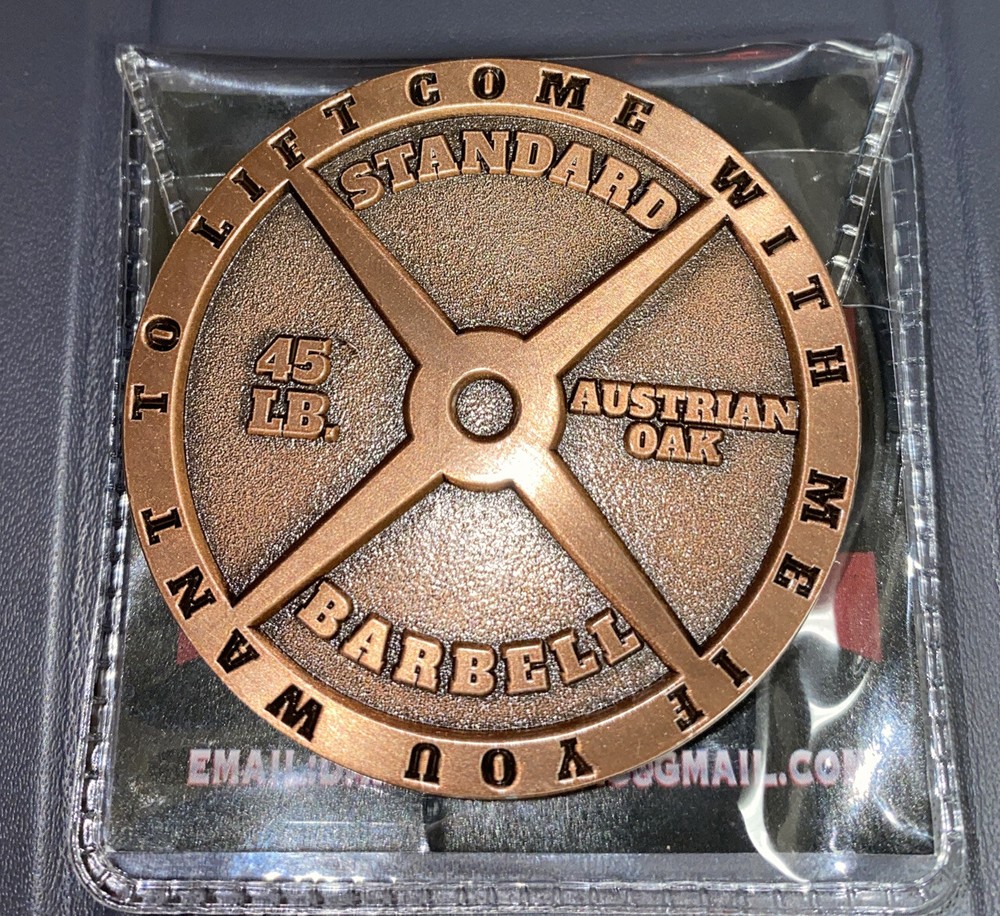 COME WITH ME IF YOU WANT TO LIFT
STANDARD
45
LB.
AUSTRIAN
OAK
BARBELL